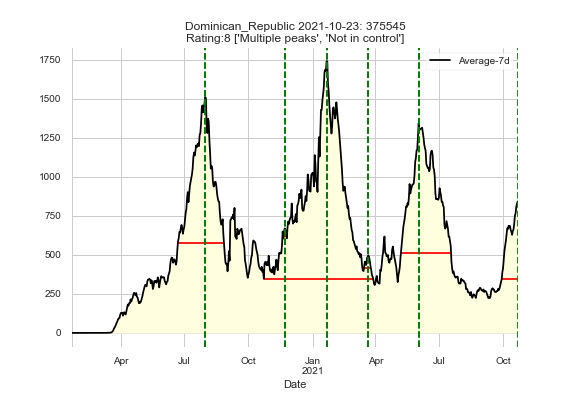 Dominican_Republic 2021-10-23: 375545
Rating:8 ['Multiple peaks', 'Not in control']
Average-7d
1750
1500
1250
1000
750
500
250
0
Apr Jul Oct Jan Apr Jul Oct
2021
Date